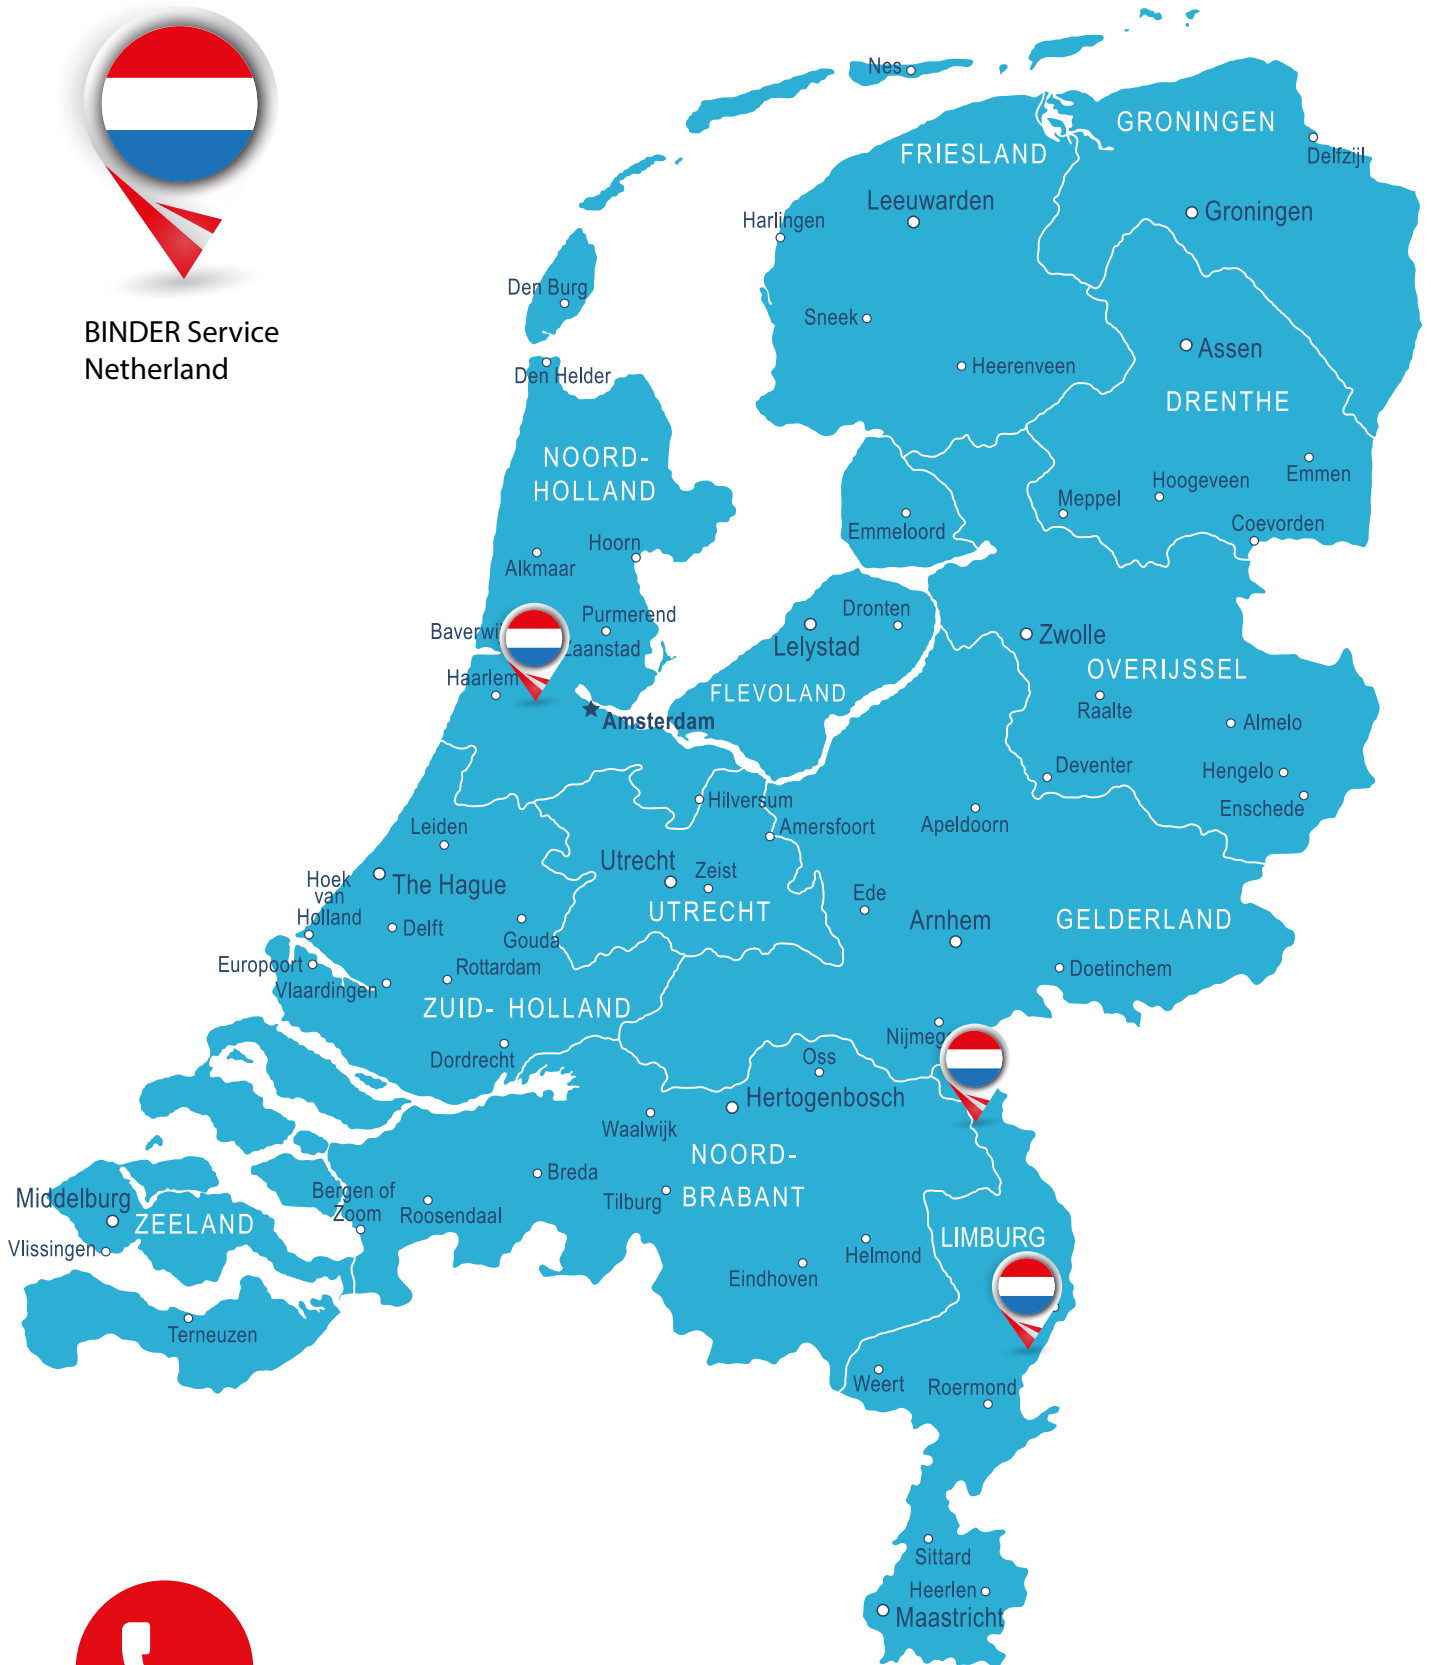 BINDER Service
Netherland
Nes
GRONINGEN
FRIESLAND
Delfzijl
Leeuwarden
Groningen
Harlingen
Den Burg
Sneek
Assen
Heerenveen
Den Helder
DRENTHE
NOORD-
HOLLAND
Emmen
Hoogeveen
Meppel
Coevorden
Emmeloord
Hoorn
Alkmaar
Dronten
Purmerend
Baverwij
Zaanstad
Lelystad
Zwolle
OVERIJSSEL
Haarlem
FLEVOLAND
Raalte
Almelo
Amsterdam
Deventer
Hengelo
Hilversum
Enschede
Leiden
Amersfoort
Apeldoorn
Utrecht
Zeist
The Hague
Hoek
van
Holland
Ede
UTRECHT
Arnhem
GELDERLAND
Delft
Gouda
Europoort
Rottardam
Doetinchem
Vlaardingen
ZUID- HOLLAND
Nijmeg
Dordrecht
Oss
Hertogenbosch
Waalwijk
NOORD-
BRABANT
Breda
Tilburg
Bergen of
Zoom
Roosendaal
Middelburg
ZEELAND
Vlissingen
LIMBURG
Helmond
Eindhoven
Terneuzen
Weert
Roermond
Sittard
Heerlen
Maastricht